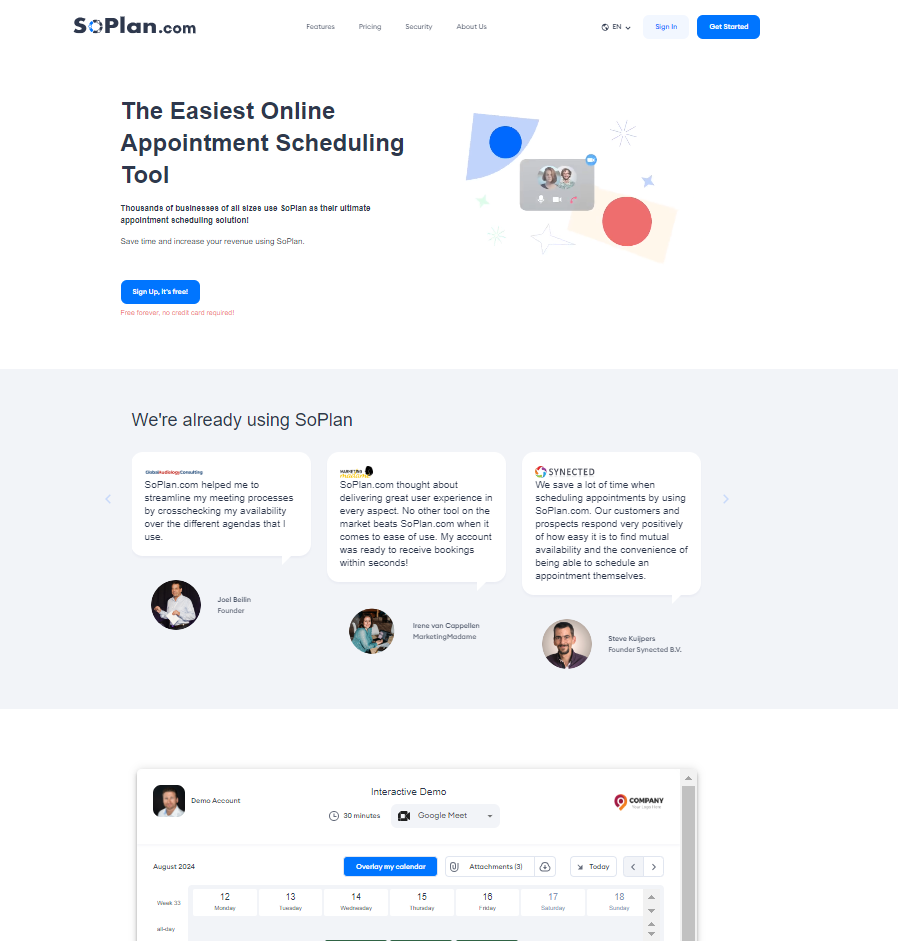 SoPlan.com
Features Pricing Security About Us EN Sign In Get Started
The Easiest Online
Appointment Scheduling
Tool
Thousands of businesses of all sizes use SoPlan as their ultimate
appointment scheduling solution!
Save time and increase your revenue using SoPlan.
Sign Up, it's free!
Free forever, no credit card required!
We're already using SoPlan
GlobalAudiologyConsulting
SoPlan.com helped me to
streamline my meeting processes
by crosschecking my availability
over the different agendas that I
use.
Joel Beilin
Founder
MARKETING
madame
SoPlan.com thought about
delivering great user experience in
every aspect. No other tool on the
market beats SoPlan.com when it
comes to ease of use. My account
was ready to receive bookings
within seconds!
Irene van Cappellen
MarketingMadame
SYNECTED
We save a lot of time when
scheduling appointments by using
SoPlan.com. Our customers and
prospects respond very positively
of how easy it is to find mutual
availability and the convenience of
being able to schedule an
appointment themselves.
Steve Kuijpers
Founder Synected B.V.
Demo Account
Interactive Demo
30 minutes
Google Meet
COMPANY
Your Logo Here
August 2024
Overlay my calendar
Attachments (3)
Today
Week 33
12 13 14 15 16 17 18
Monday Tuesday Wednesday Thursday Friday Saturday Sunday
all-day